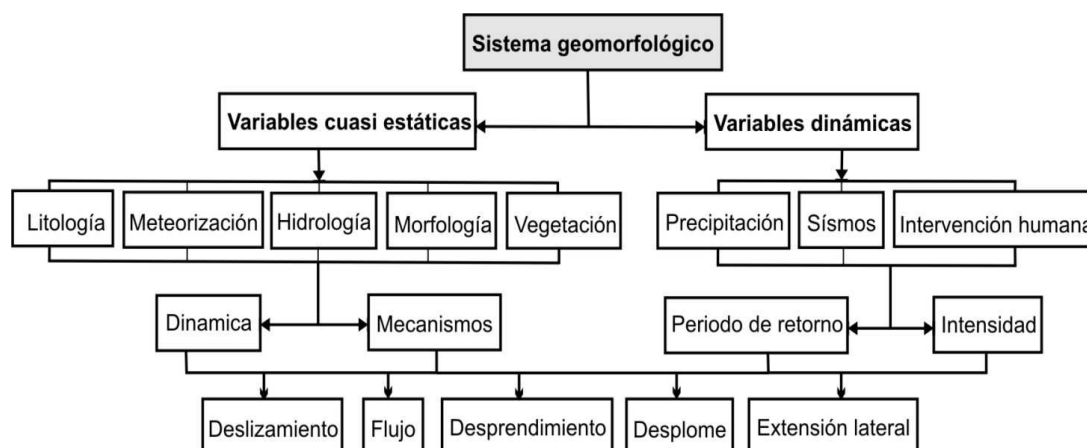 Sistema geomorfológico
Variables cuasi estáticas
Variables dinámicas
Litología
Meteorización
Hidrología
Morfología
Vegetación
Precipitación
Sísmos
Intervención humana
Dinamica
Mecanismos
Periodo de retorno
Intensidad
Deslizamiento
Flujo
Desprendimiento
Desplome
Extensión lateral